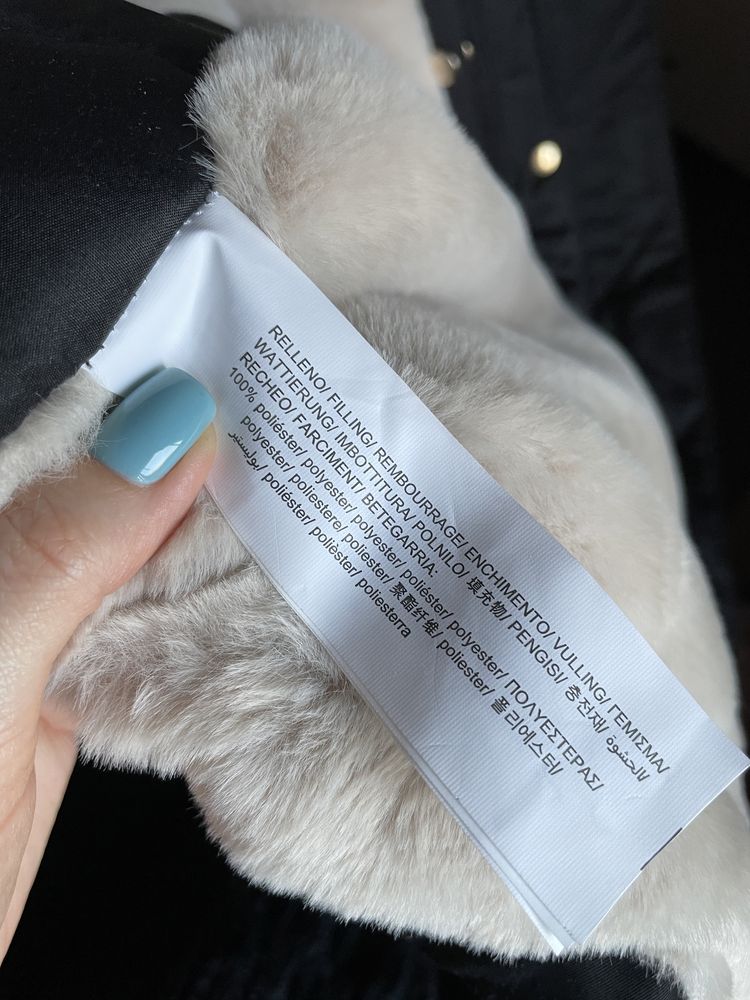 RELLENO/ FILLING/ REMBOURRAGE/ ENCHIMENTO/ VULLING/ ΓΕΜΙΣΜΑ/
WATTIERUNG/ IMBOTTITURA/ POLNILO/ 填充物/ PENGISI/ 충전재/ الحشوة/
RECHEO/ FARCIMENT/ BETEGARRIA:
100% poliéster/ polyester/ polyester/ poliéster/ polyester/ ΠΟΛΥΕΣΤΕΡΑΣ/
polyester/ poliestere/ poliester/ 聚酯纤维/ poliester/ 폴리에스터/
بوليستير/ poliéster/ polièster/ poliesterra